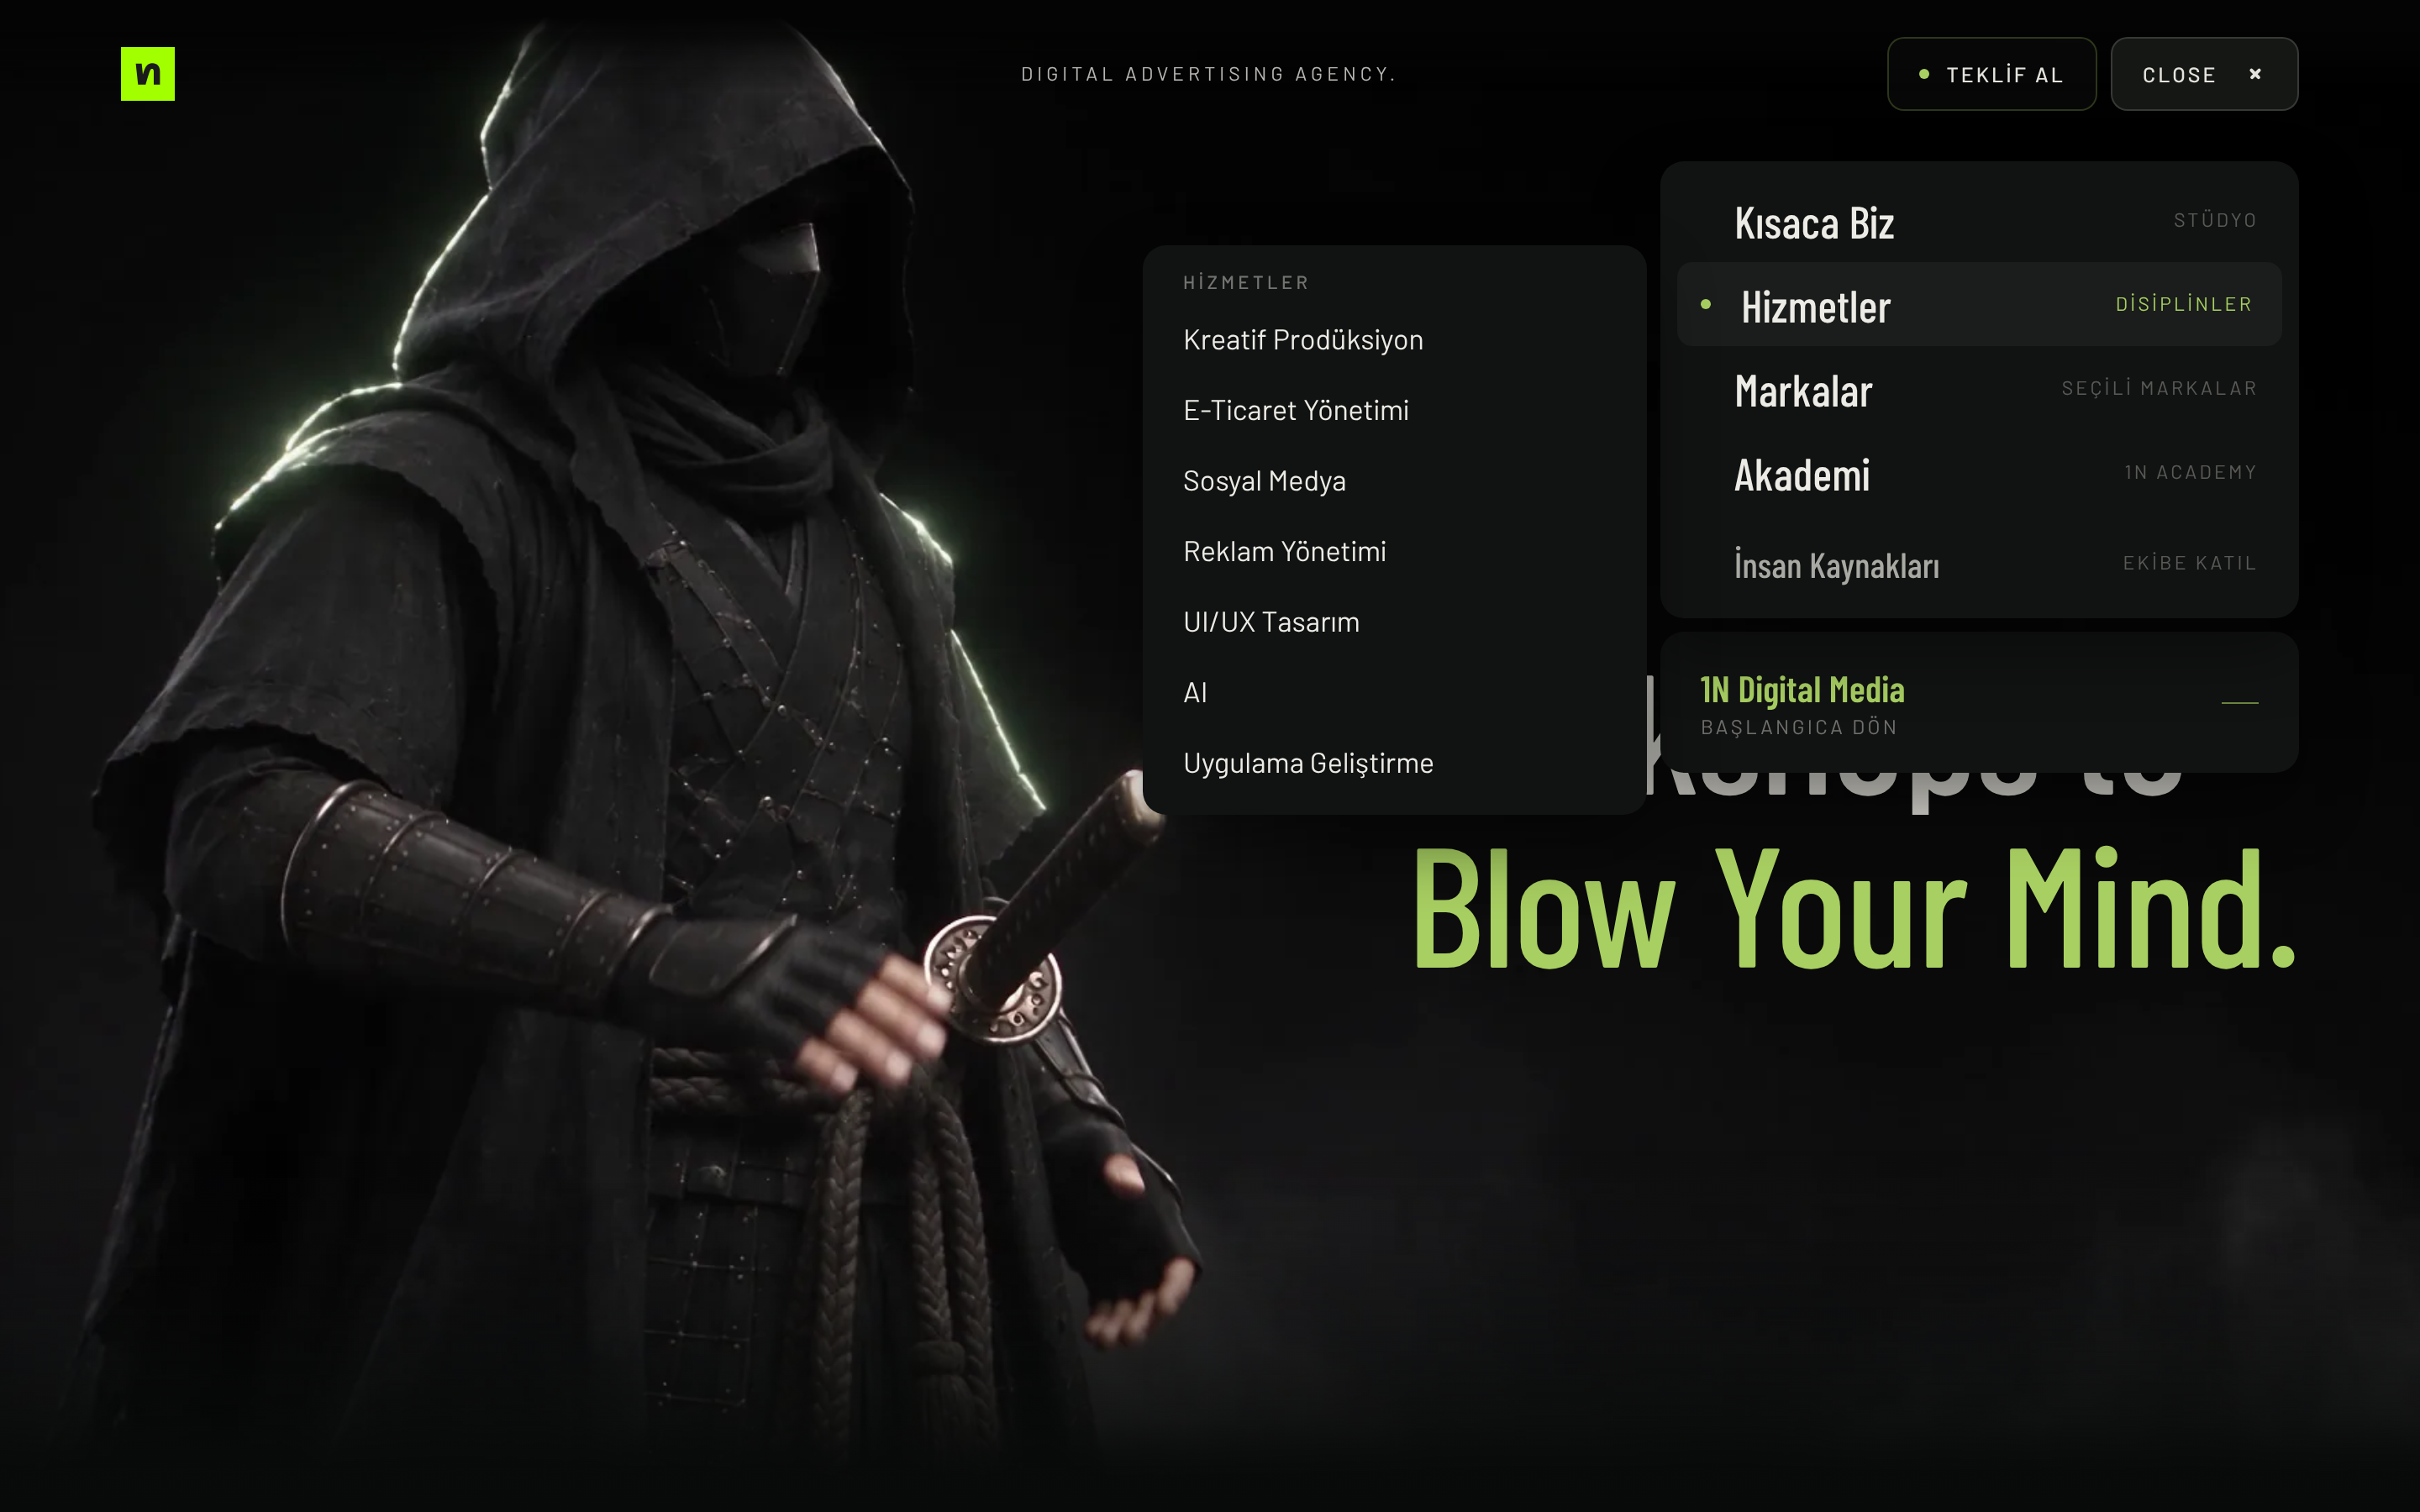 n
DIGITAL ADVERTISING AGENCY.
TEKLİF AL
CLOSE
Kısaca Biz
STÜDYO
Hizmetler
DİSİPLİNLER
Markalar
SEÇİLİ MARKALAR
Akademi
1N ACADEMY
İnsan Kaynakları
EKİBE KATIL
HİZMETLER
Kreatif Prodüksiyon
E-Ticaret Yönetimi
Sosyal Medya
Reklam Yönetimi
UI/UX Tasarım
AI
Uygulama Geliştirme
1N Digital Media
BAŞLANGICA DÖN
to
Blow Your Mind.